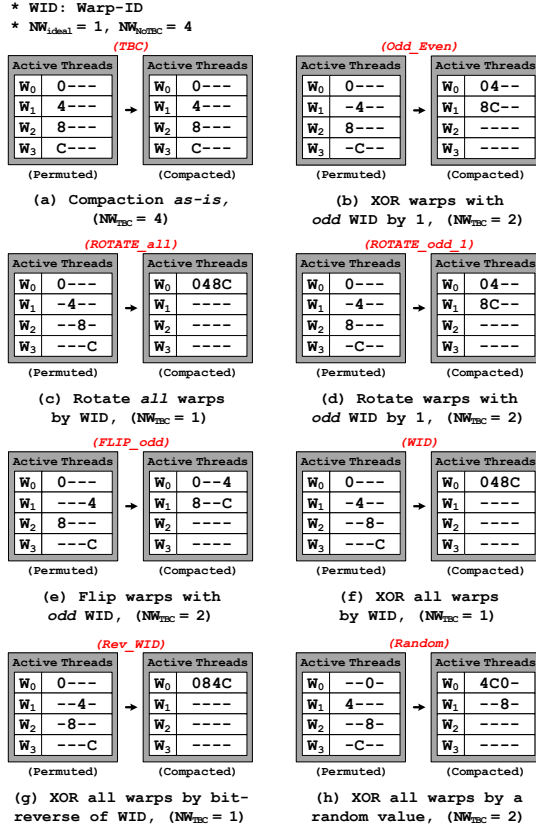 * WID: Warp-ID
* NW_ideal = 1, NW_NoTBC = 4
(TBC)
Active Threads Active Threads
W0 0--- W0 0---
W1 4--- → W1 4---
W2 8--- W2 8---
W3 C--- W3 C---
(Permuted) (Compacted)
(a) Compaction as-is,
(NW_TBC = 4)
(Odd_Even)
Active Threads Active Threads
W0 0--- W0 04--
W1 -4-- → W1 8C--
W2 8--- W2 ----
W3 -C-- W3 ----
(Permuted) (Compacted)
(b) XOR warps with
odd WID by 1, (NW_TBC = 2)
(ROTATE_all)
Active Threads Active Threads
W0 0--- W0 048C
W1 -4-- → W1 ----
W2 --8- W2 ----
W3 ---C W3 ----
(Permuted) (Compacted)
(c) Rotate all warps
by WID, (NW_TBC = 1)
(ROTATE_odd_1)
Active Threads Active Threads
W0 0--- W0 04--
W1 -4-- → W1 8C--
W2 8--- W2 ----
W3 -C-- W3 ----
(Permuted) (Compacted)
(d) Rotate warps with
odd WID by 1, (NW_TBC = 2)
(FLIP_odd)
Active Threads Active Threads
W0 0--- W0 0--4
W1 ---4 → W1 8--C
W2 8--- W2 ----
W3 ---C W3 ----
(Permuted) (Compacted)
(e) Flip warps with
odd WID, (NW_TBC = 2)
(WID)
Active Threads Active Threads
W0 0--- W0 048C
W1 -4-- → W1 ----
W2 --8- W2 ----
W3 ---C W3 ----
(Permuted) (Compacted)
(f) XOR all warps
by WID, (NW_TBC = 1)
(Rev_WID)
Active Threads Active Threads
W0 0--- W0 084C
W1 --4- → W1 ----
W2 -8-- W2 ----
W3 ---C W3 ----
(Permuted) (Compacted)
(g) XOR all warps by bit-
reverse of WID, (NW_TBC = 1)
(Random)
Active Threads Active Threads
W0 --0- W0 4C0-
W1 4--- → W1 --8-
W2 --8- W2 ----
W3 -C-- W3 ----
(Permuted) (Compacted)
(h) XOR all warps by a
random value, (NW_TBC = 2)